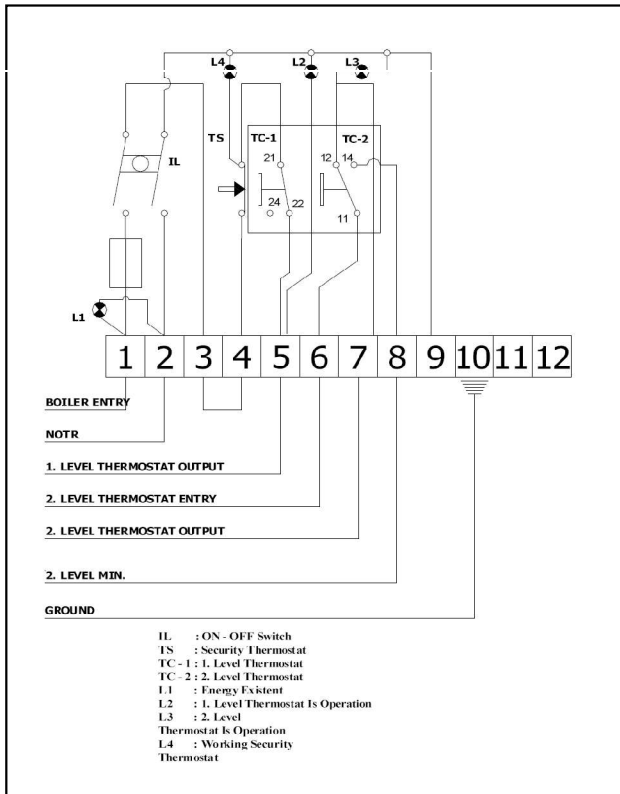 L4 L2 L3
TS TC-1 TC-2
IL
21 12 14
24 22 11
L1
1 2 3 4 5 6 7 8 9 10 11 12
BOILER ENTRY
NOTR
1. LEVEL THERMOSTAT OUTPUT
2. LEVEL THERMOSTAT ENTRY
2. LEVEL THERMOSTAT OUTPUT
2. LEVEL MIN.
GROUND
IL : ON - OFF Switch
TS : Security Thermostat
TC - 1 : 1. Level Thermostat
TC - 2 : 2. Level Thermostat
L1 : Energy Existent
L2 : 1. Level Thermostat Is Operation
L3 : 2. Level
Thermostat Is Operation
L4 : Working Security
Thermostat